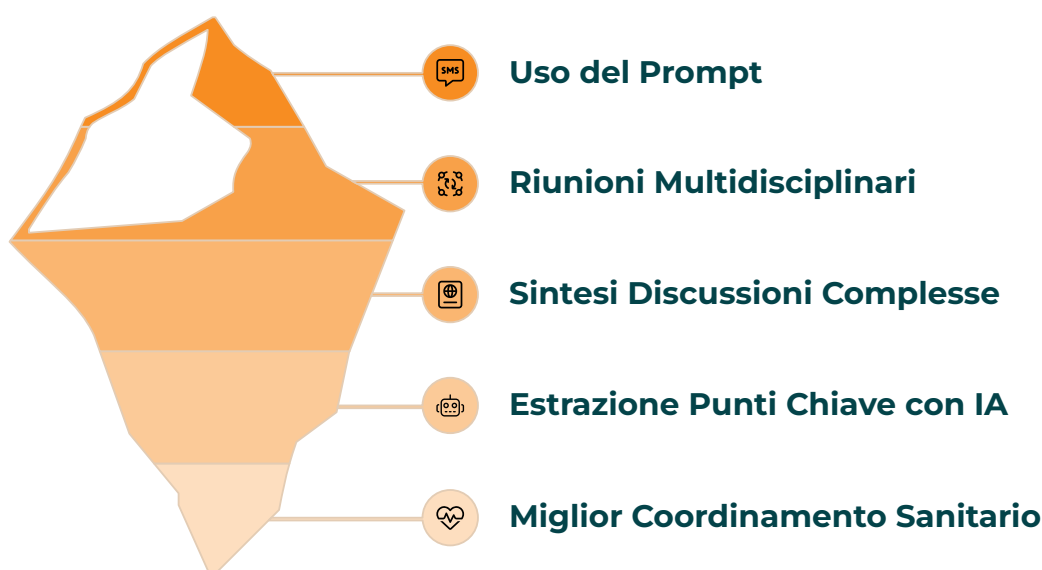 SMS
Uso del Prompt
Riunioni Multidisciplinari
Sintesi Discussioni Complesse
Estrazione Punti Chiave con IA
Miglior Coordinamento Sanitario